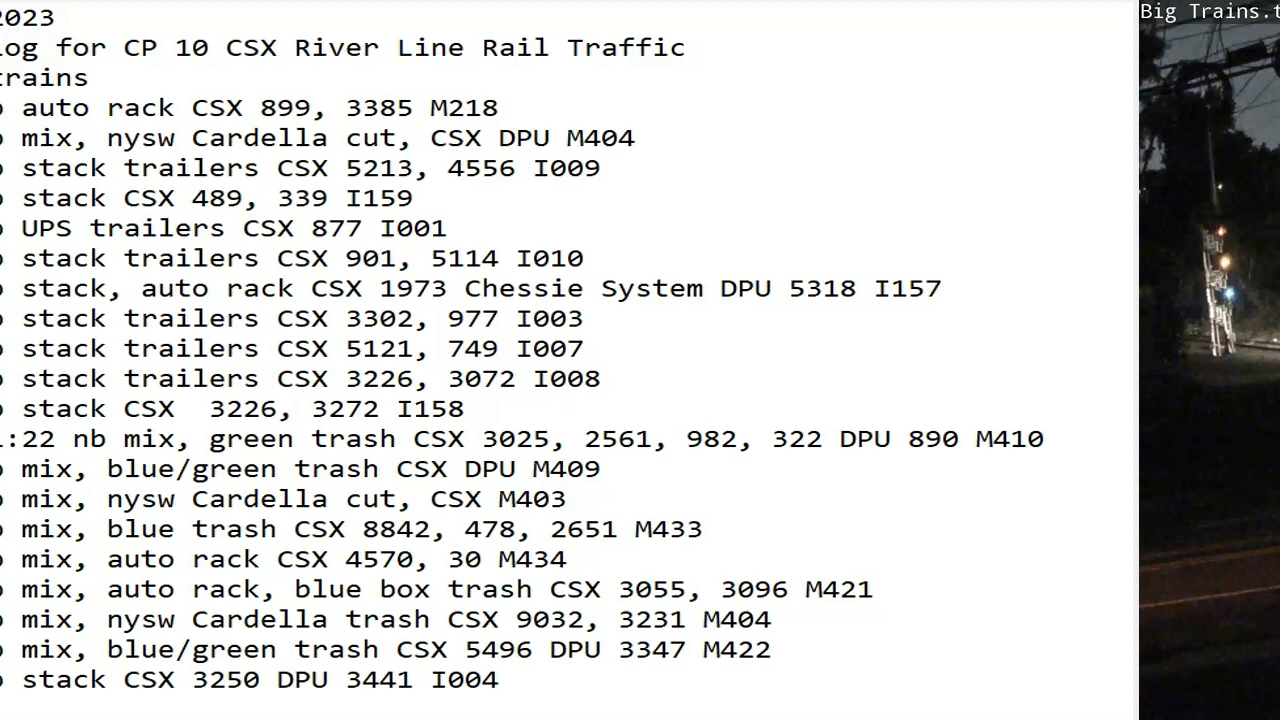 2023
og for CP 10 CSX River Line Rail Traffic
trains
auto rack CSX 899, 3385 M218
mix, nysw Cardella cut, CSX DPU M404
stack trailers CSX 5213, 4556 I009
stack CSX 489, 339 I159
UPS trailers CSX 877 I001
stack trailers CSX 901, 5114 I010
stack, auto rack CSX 1973 Chessie System DPU 5318 I157
stack trailers CSX 3302, 977 I003
stack trailers CSX 5121, 749 I007
stack trailers CSX 3226, 3072 I008
stack CSX  3226, 3272 I158
:22 nb mix, green trash CSX 3025, 2561, 982, 322 DPU 890 M410
mix, blue/green trash CSX DPU M409
mix, nysw Cardella cut, CSX M403
mix, blue trash CSX 8842, 478, 2651 M433
mix, auto rack CSX 4570, 30 M434
mix, auto rack, blue box trash CSX 3055, 3096 M421
mix, nysw Cardella trash CSX 9032, 3231 M404
mix, blue/green trash CSX 5496 DPU 3347 M422
stack CSX 3250 DPU 3441 I004
Big Trains.t